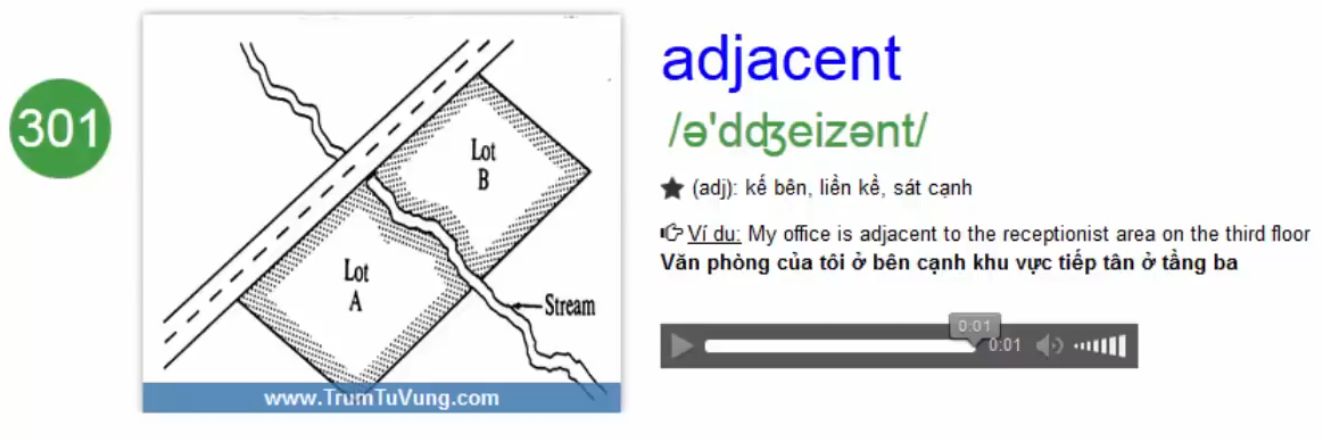 301
Lot
B
Lot
A
Stream
www.TrumTuVung.com
adjacent
/ə'dʤeizənt/
(adj): kế bên, liền kề, sát cạnh
Ví du: My office is adjacent to the receptionist area on the third floor
Văn phòng của tôi ở bên cạnh khu vực tiếp tân ở tầng ba
0:01
0:01